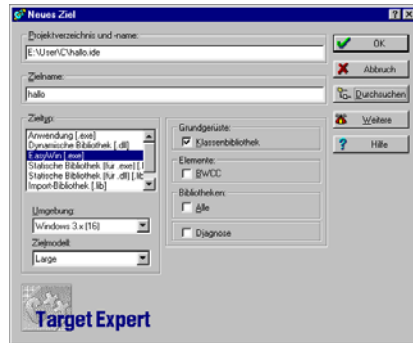 Neues Ziel
Projektverzeichnis und -name:
E:\User\C\hallo.ide
Zielname:
hallo
Zieltyp:
Anwendung [.exe]
Dynamische Bibliothek [.dll]
EasyWin [.exe]
Statische Bibliothek [für .exe] [.l
Statische Bibliothek [für .dll] [.lib
Import-Bibliothek [.lib]
Umgebung:
Windows 3.x (16)
Zielmodell:
Large
Grundgerüste:
Klassenbibliothek
Elemente:
BWCC
Bibliotheken:
Alle
Diagnose
OK
Abbruch
Durchsuchen
Weitere
Hilfe
Target Expert